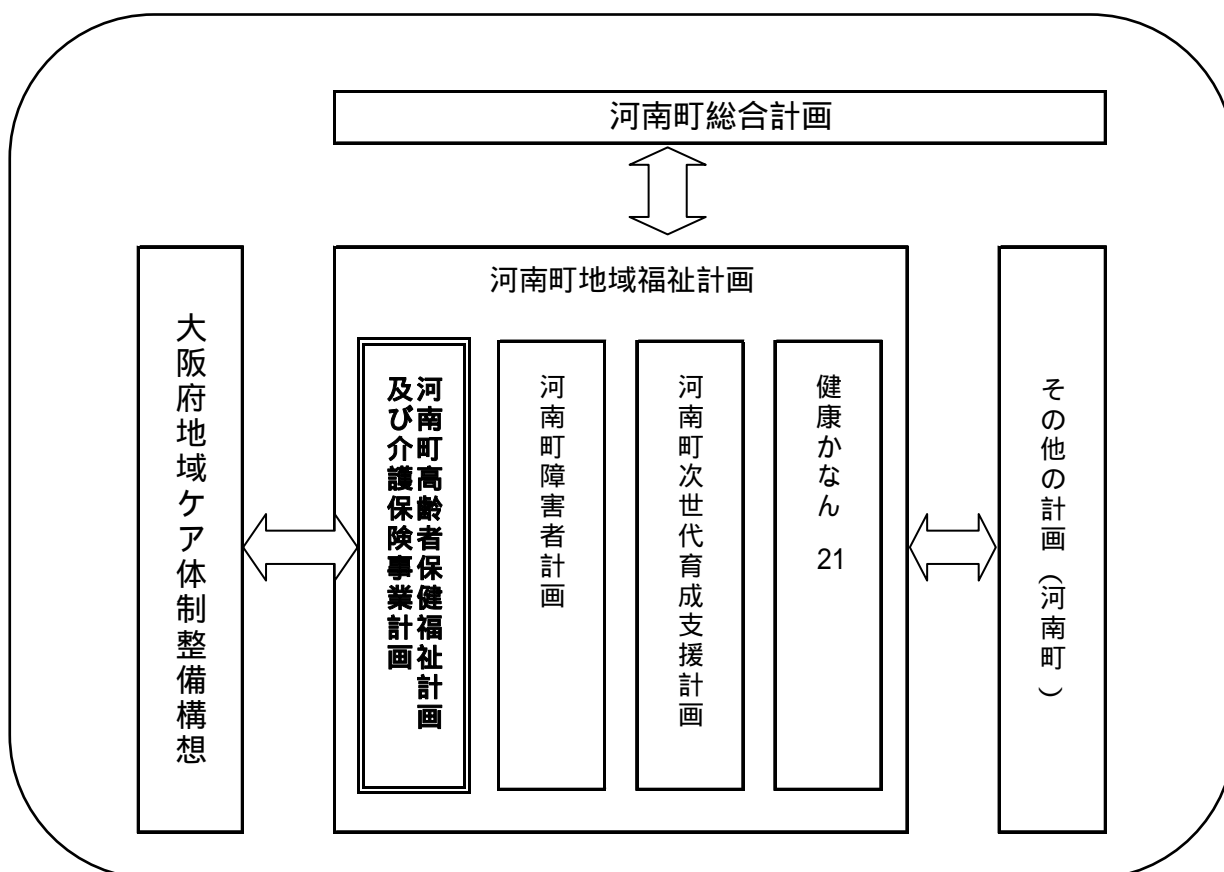 河南町総合計画
河南町地域福祉計画
大阪府地域ケア体制整備構想
河南町高齢者保健福祉計画
及び介護保険事業計画
河南町障害者計画
河南町次世代育成支援計画
健康かなん 21
その他の計画（河南町）